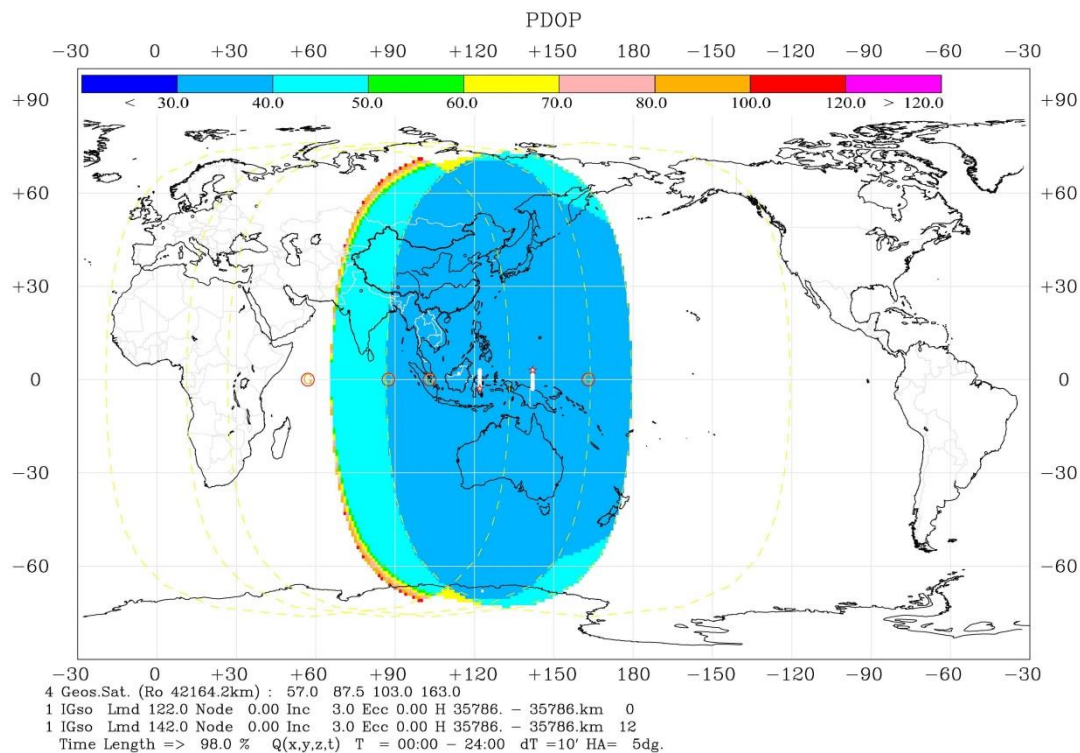 PDOP
−30 0 +30 +60 +90 +120 +150 180 −150 −120 −90 −60 −30
< 30.0 40.0 50.0 60.0 70.0 80.0 100.0 120.0 > 120.0
+90 +90
+60 +60
+30 +30
0 0
−30 −30
−60 −60
−30 0 +30 +60 +90 +120 +150 180 −150 −120 −90 −60 −30
4 Geos.Sat. (Ro 42164.2km) : 57.0 87.5 103.0 163.0
1 IGso Lmd 122.0 Node 0.00 Inc 3.0 Ecc 0.00 H 35786. − 35786.km 0
1 IGso Lmd 142.0 Node 0.00 Inc 3.0 Ecc 0.00 H 35786. − 35786.km 12
Time Length => 98.0 % Q(x,y,z,t) T = 00:00 − 24:00 dT =10′ HA= 5dg.